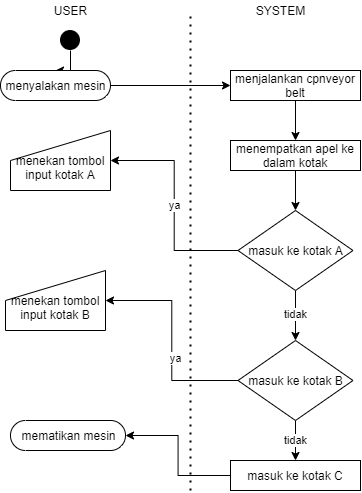 USER
SYSTEM
menyalakan mesin
menjalankan cpnveyor
belt
menempatkan apel ke
dalam kotak
menekan tombol
input kotak A
ya
masuk ke kotak A
tidak
menekan tombol
input kotak B
ya
masuk ke kotak B
tidak
mematikan mesin
masuk ke kotak C